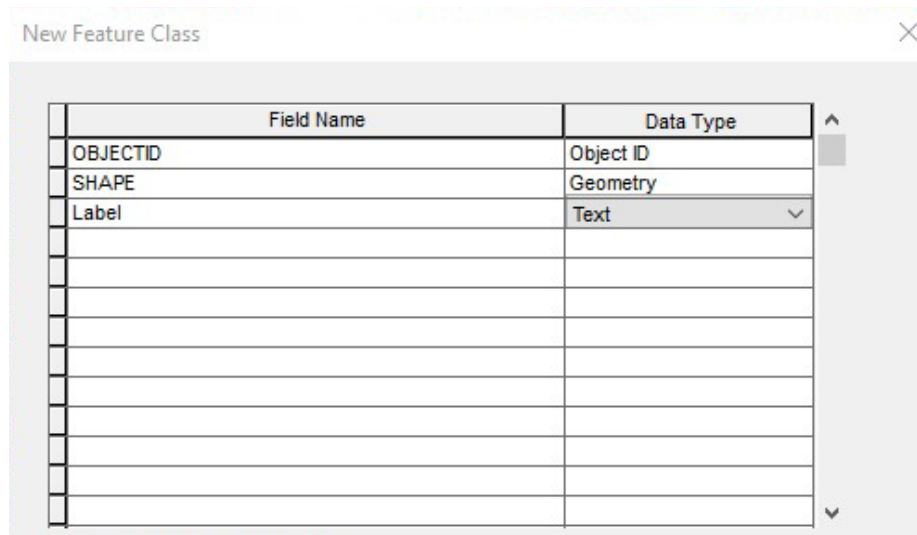 New Feature Class
Field Name Data Type
OBJECTID Object ID
SHAPE Geometry
Label Text